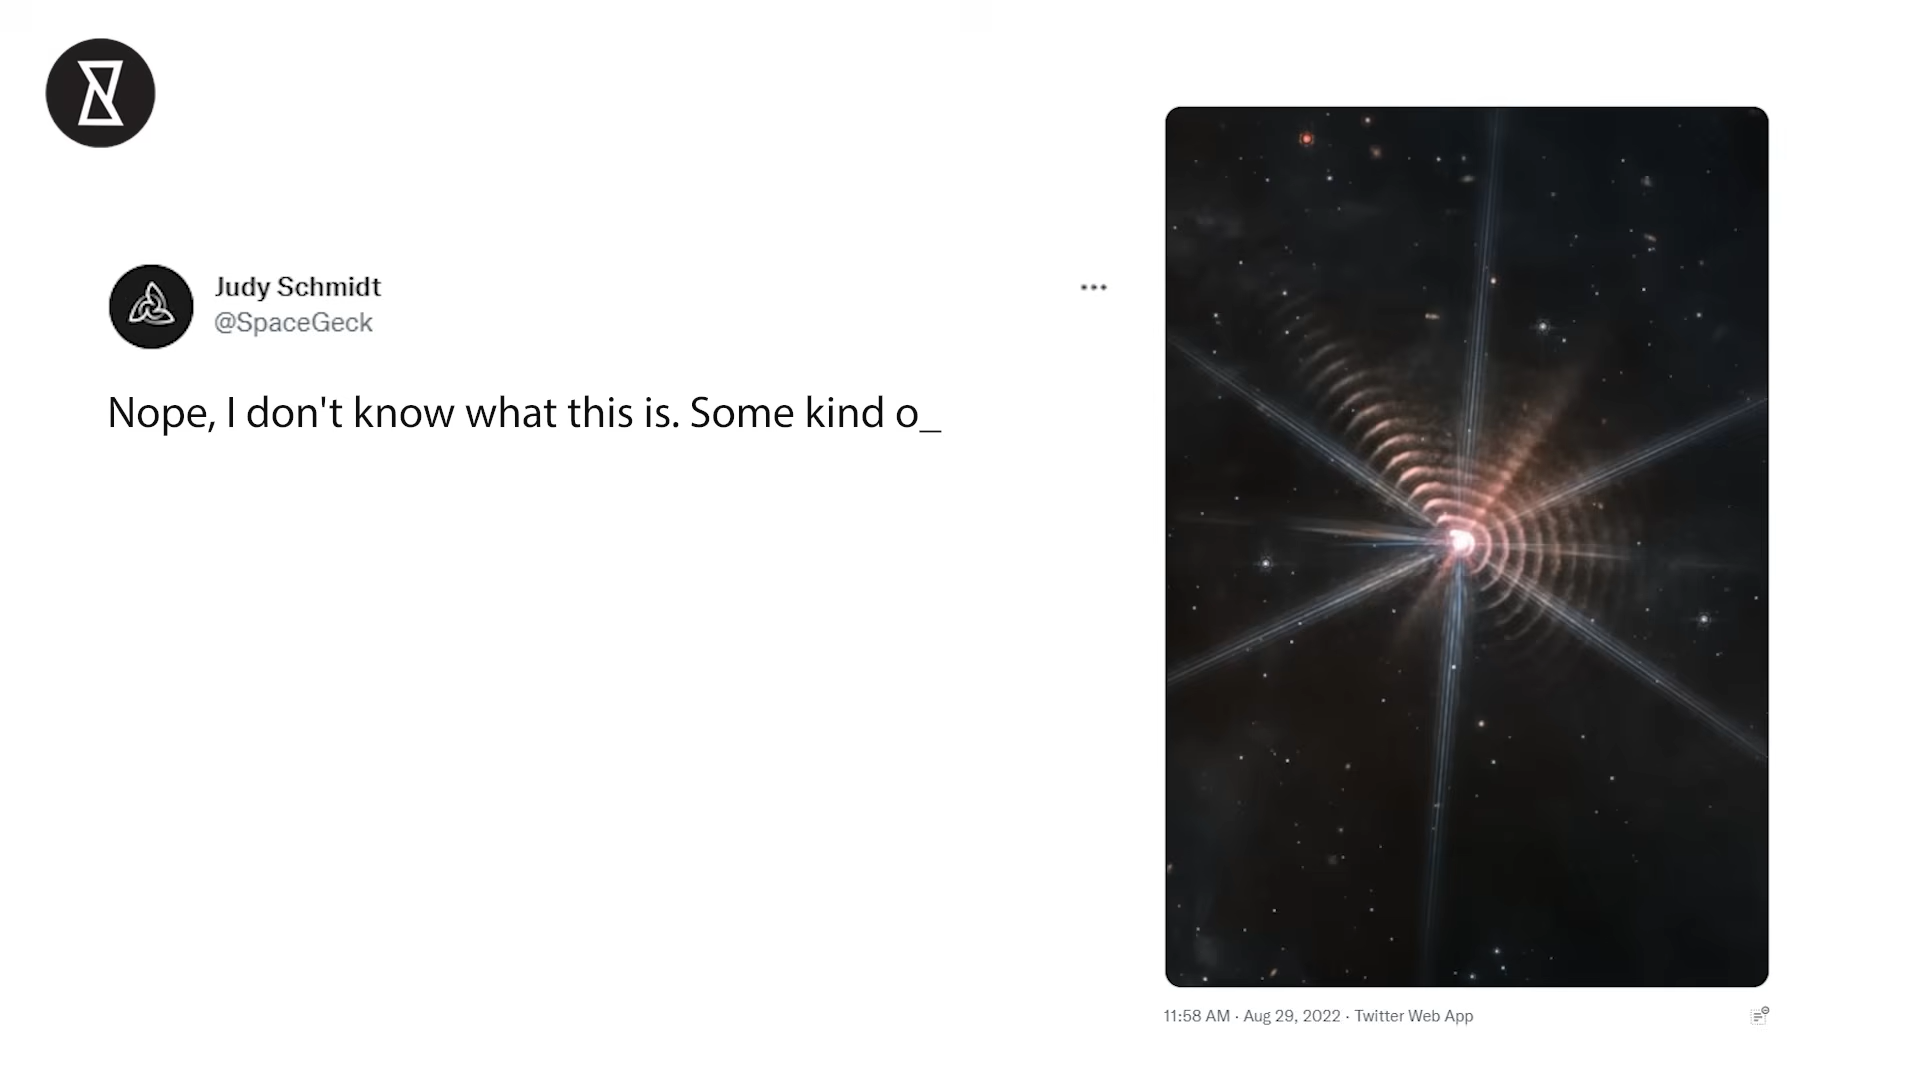 Judy Schmidt
@SpaceGeck
Nope, I don't know what this is. Some kind o_
11:58 AM · Aug 29, 2022 · Twitter Web App